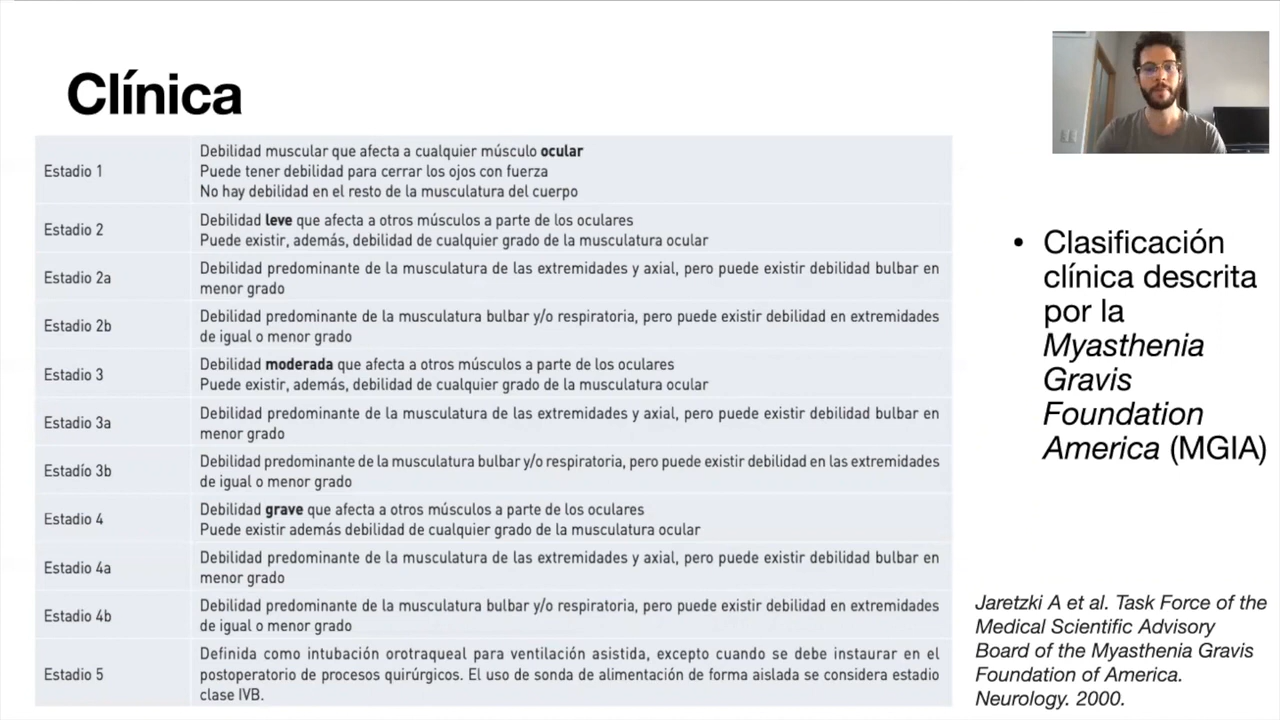 Clínica
Estadio 1
Debilidad muscular que afecta a cualquier músculo ocular
Puede tener debilidad para cerrar los ojos con fuerza
No hay debilidad en el resto de la musculatura del cuerpo
Estadio 2
Debilidad leve que afecta a otros músculos a parte de los oculares
Puede existir, además, debilidad de cualquier grado de la musculatura ocular
Estadio 2a
Debilidad predominante de la musculatura de las extremidades y axial, pero puede existir debilidad bulbar en
menor grado
Estadio 2b
Debilidad predominante de la musculatura bulbar y/o respiratoria, pero puede existir debilidad en extremidades
de igual o menor grado
Estadio 3
Debilidad moderada que afecta a otros músculos a parte de los oculares
Puede existir, además, debilidad de cualquier grado de la musculatura ocular
Estadio 3a
Debilidad predominante de la musculatura de las extremidades y axial, pero puede existir debilidad bulbar en
menor grado
Estadío 3b
Debilidad predominante de la musculatura bulbar y/o respiratoria, pero puede existir debilidad en las extremidades
de igual o menor grado
Estadio 4
Debilidad grave que afecta a otros músculos a parte de los oculares
Puede existir además debilidad de cualquier grado de la musculatura ocular
Estadio 4a
Debilidad predominante de la musculatura de las extremidades y axial, pero puede existir debilidad bulbar en
menor grado
Estadio 4b
Debilidad predominante de la musculatura bulbar y/o respiratoria, pero puede existir debilidad en extremidades
de igual o menor grado
Estadio 5
Definida como intubación orotraqueal para ventilación asistida, excepto cuando se debe instaurar en el
postoperatorio de procesos quirúrgicos. El uso de sonda de alimentación de forma aislada se considera estadio
clase IVB.
• Clasificación
clínica descrita
por la
Myasthenia
Gravis
Foundation
America (MGIA)
Jaretzki A et al. Task Force of the
Medical Scientific Advisory
Board of the Myasthenia Gravis
Foundation of America.
Neurology. 2000.